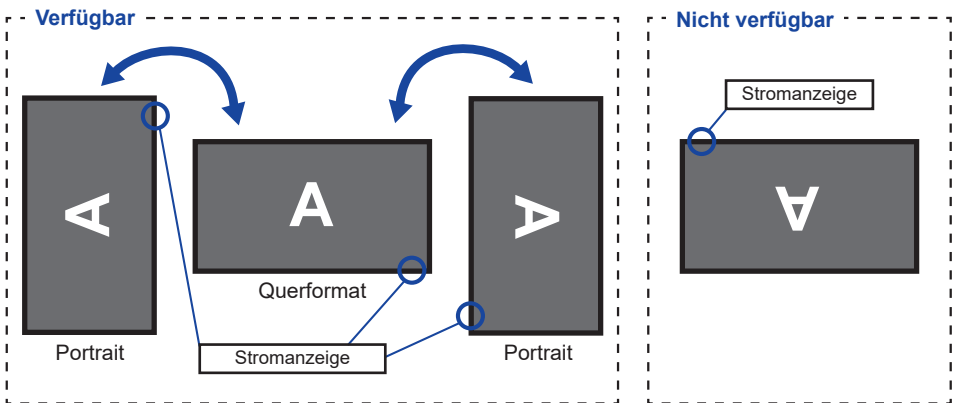 Verfügbar
Nicht verfügbar
Stromanzeige
A
A
A
A
Querformat
Portrait
Stromanzeige
Portrait